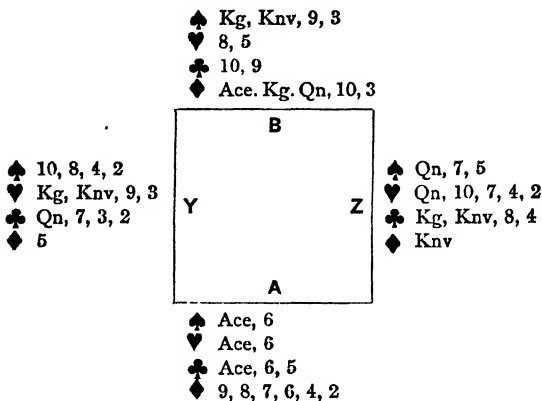 ♠ Kg, Knv, 9, 3
♥ 8, 5
♣ 10, 9
♦ Ace. Kg. Qn, 10, 3
B
♠ 10, 8, 4, 2
♥ Kg, Knv, 9, 3
♣ Qn, 7, 3, 2
♦ 5
Y
Z
♠ Qn, 7, 5
♥ Qn, 10, 7, 4, 2
♣ Kg, Knv, 8, 4
♦ Knv
A
♠ Ace, 6
♥ Ace, 6
♣ Ace, 6, 5
♦ 9, 8, 7, 6, 4, 2